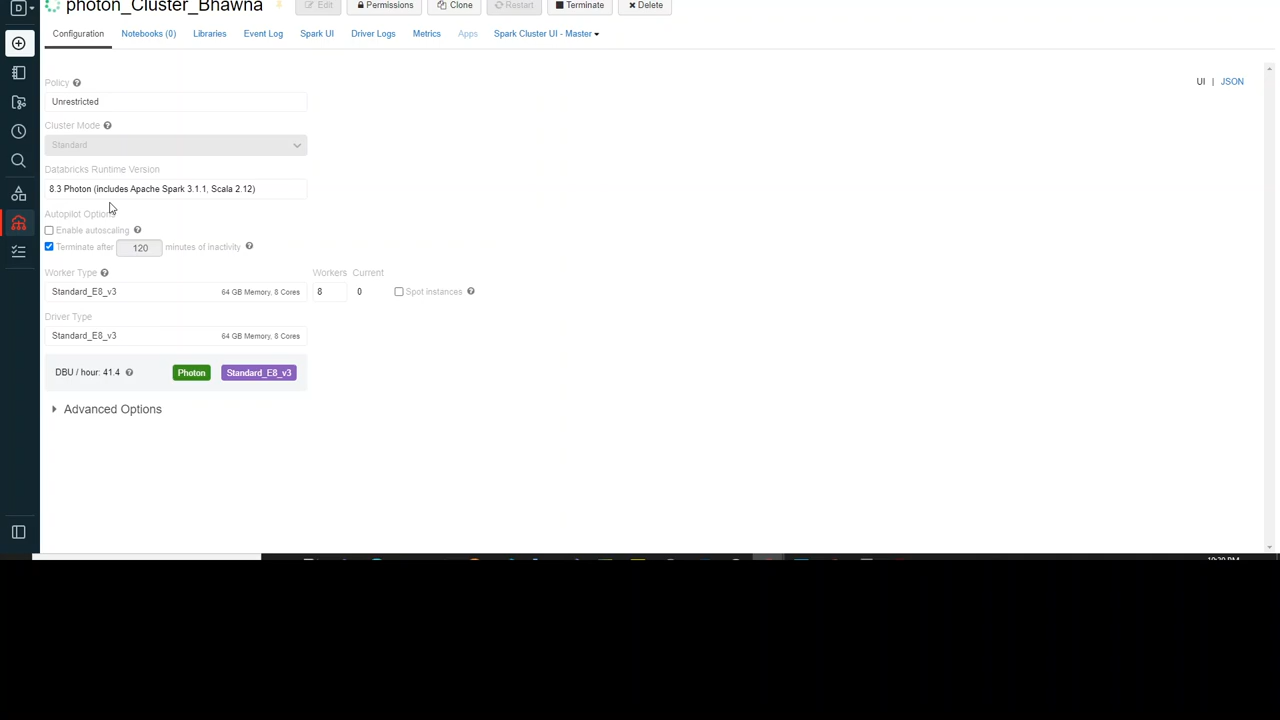 D
photon_Cluster_Bhawna Edit Permissions Clone Restart Terminate Delete
Configuration Notebooks (0) Libraries Event Log Spark UI Driver Logs Metrics Apps Spark Cluster UI - Master
UI | JSON
Policy
Unrestricted
Cluster Mode
Standard
Databricks Runtime Version
8.3 Photon (includes Apache Spark 3.1.1, Scala 2.12)
Autopilot Options
Enable autoscaling
Terminate after 120 minutes of inactivity
Worker Type Workers Current
Standard_E8_v3 64 GB Memory, 8 Cores 8 0 Spot instances
Driver Type
Standard_E8_v3 64 GB Memory, 8 Cores
DBU / hour: 41.4 Photon Standard_E8_v3
Advanced Options